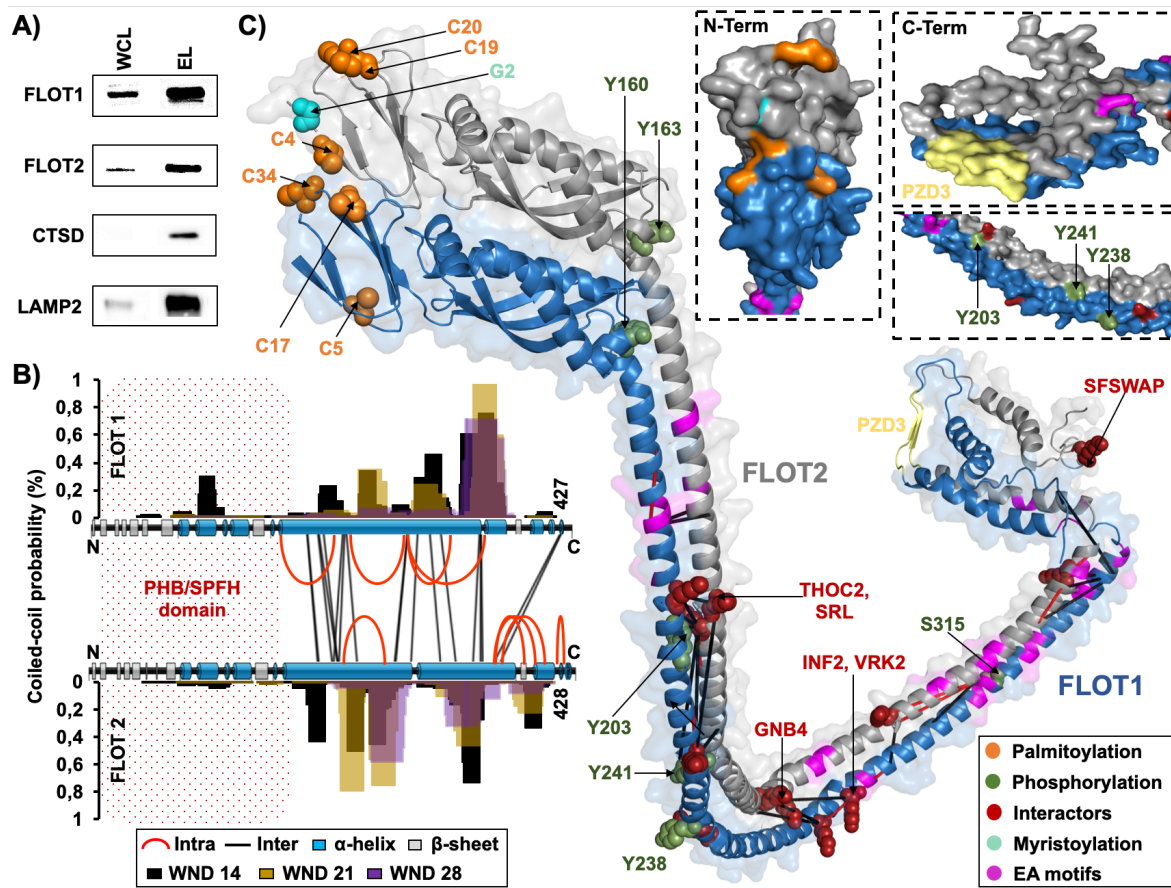 A)
WCL
EL
FLOT1
FLOT2
CTSD
LAMP2
B)
Coiled-coil probability (%)
1
0,8
0,6
0,4
0,2
0
FLOT 1
427
N
C
PHB/SPFH
domain
N
C
0
0,2
0,4
0,6
0,8
1
FLOT 2
428
Intra
Inter
α-helix
β-sheet
WND 14
WND 21
WND 28
C)
C20
C19
G2
C4
C34
C17
C5
Y160
Y163
N-Term
C-Term
PZD3
Y241
Y238
Y203
SFSWAP
PZD3
FLOT2
THOC2,
SRL
INF2, VRK2
S315
FLOT1
GNB4
Y203
Y241
Y238
Palmitoylation
Phosphorylation
Interactors
Myristoylation
EA motifs